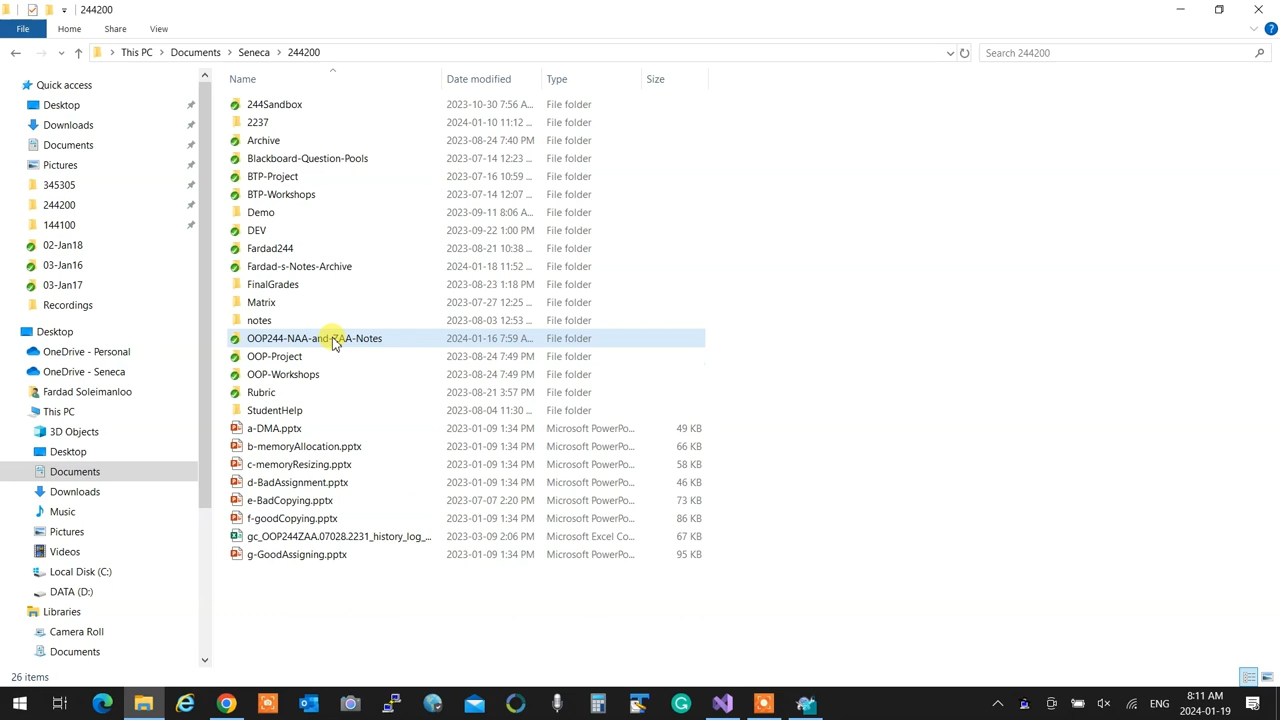 244200
File Home Share View
This PC Documents Seneca 244200 Search 244200
Name Date modified Type Size
Quick access
Desktop
Downloads
Documents
Pictures
345305
244200
144100
02-Jan18
03-Jan16
03-Jan17
Recordings
Desktop
OneDrive - Personal
OneDrive - Seneca
Fardad Soleimanloo
This PC
3D Objects
Desktop
Documents
Downloads
Music
Pictures
Videos
Local Disk (C:)
DATA (D:)
Libraries
Camera Roll
Documents
244Sandbox 2023-10-30 7:56 A... File folder
2237 2024-01-10 11:12 ... File folder
Archive 2023-08-24 7:40 PM File folder
Blackboard-Question-Pools 2023-07-14 12:23 ... File folder
BTP-Project 2023-07-16 10:59 ... File folder
BTP-Workshops 2023-07-14 12:07 ... File folder
Demo 2023-09-11 8:06 A... File folder
DEV 2023-09-22 1:00 PM File folder
Fardad244 2023-08-21 10:38 ... File folder
Fardad-s-Notes-Archive 2024-01-18 11:52 ... File folder
FinalGrades 2023-08-23 1:18 PM File folder
Matrix 2023-07-27 12:25 ... File folder
notes 2023-08-03 12:53 ... File folder
OOP244-NAA-and-ZAA-Notes 2024-01-16 7:59 A... File folder
OOP-Project 2023-08-24 7:49 PM File folder
OOP-Workshops 2023-08-24 7:49 PM File folder
Rubric 2023-08-21 3:57 PM File folder
StudentHelp 2023-08-04 11:30 ... File folder
a-DMA.pptx 2023-01-09 1:34 PM Microsoft PowerPo... 49 KB
b-memoryAllocation.pptx 2023-01-09 1:34 PM Microsoft PowerPo... 66 KB
c-memoryResizing.pptx 2023-01-09 1:34 PM Microsoft PowerPo... 58 KB
d-BadAssignment.pptx 2023-01-09 1:34 PM Microsoft PowerPo... 46 KB
e-BadCopying.pptx 2023-07-07 2:20 PM Microsoft PowerPo... 73 KB
f-goodCopying.pptx 2023-01-09 1:34 PM Microsoft PowerPo... 86 KB
gc_OOP244ZAA.07028.2231_history_log_... 2023-03-09 2:06 PM Microsoft Excel Co... 67 KB
g-GoodAssigning.pptx 2023-01-09 1:34 PM Microsoft PowerPo... 95 KB
26 items
ENG 8:11 AM
2024-01-19